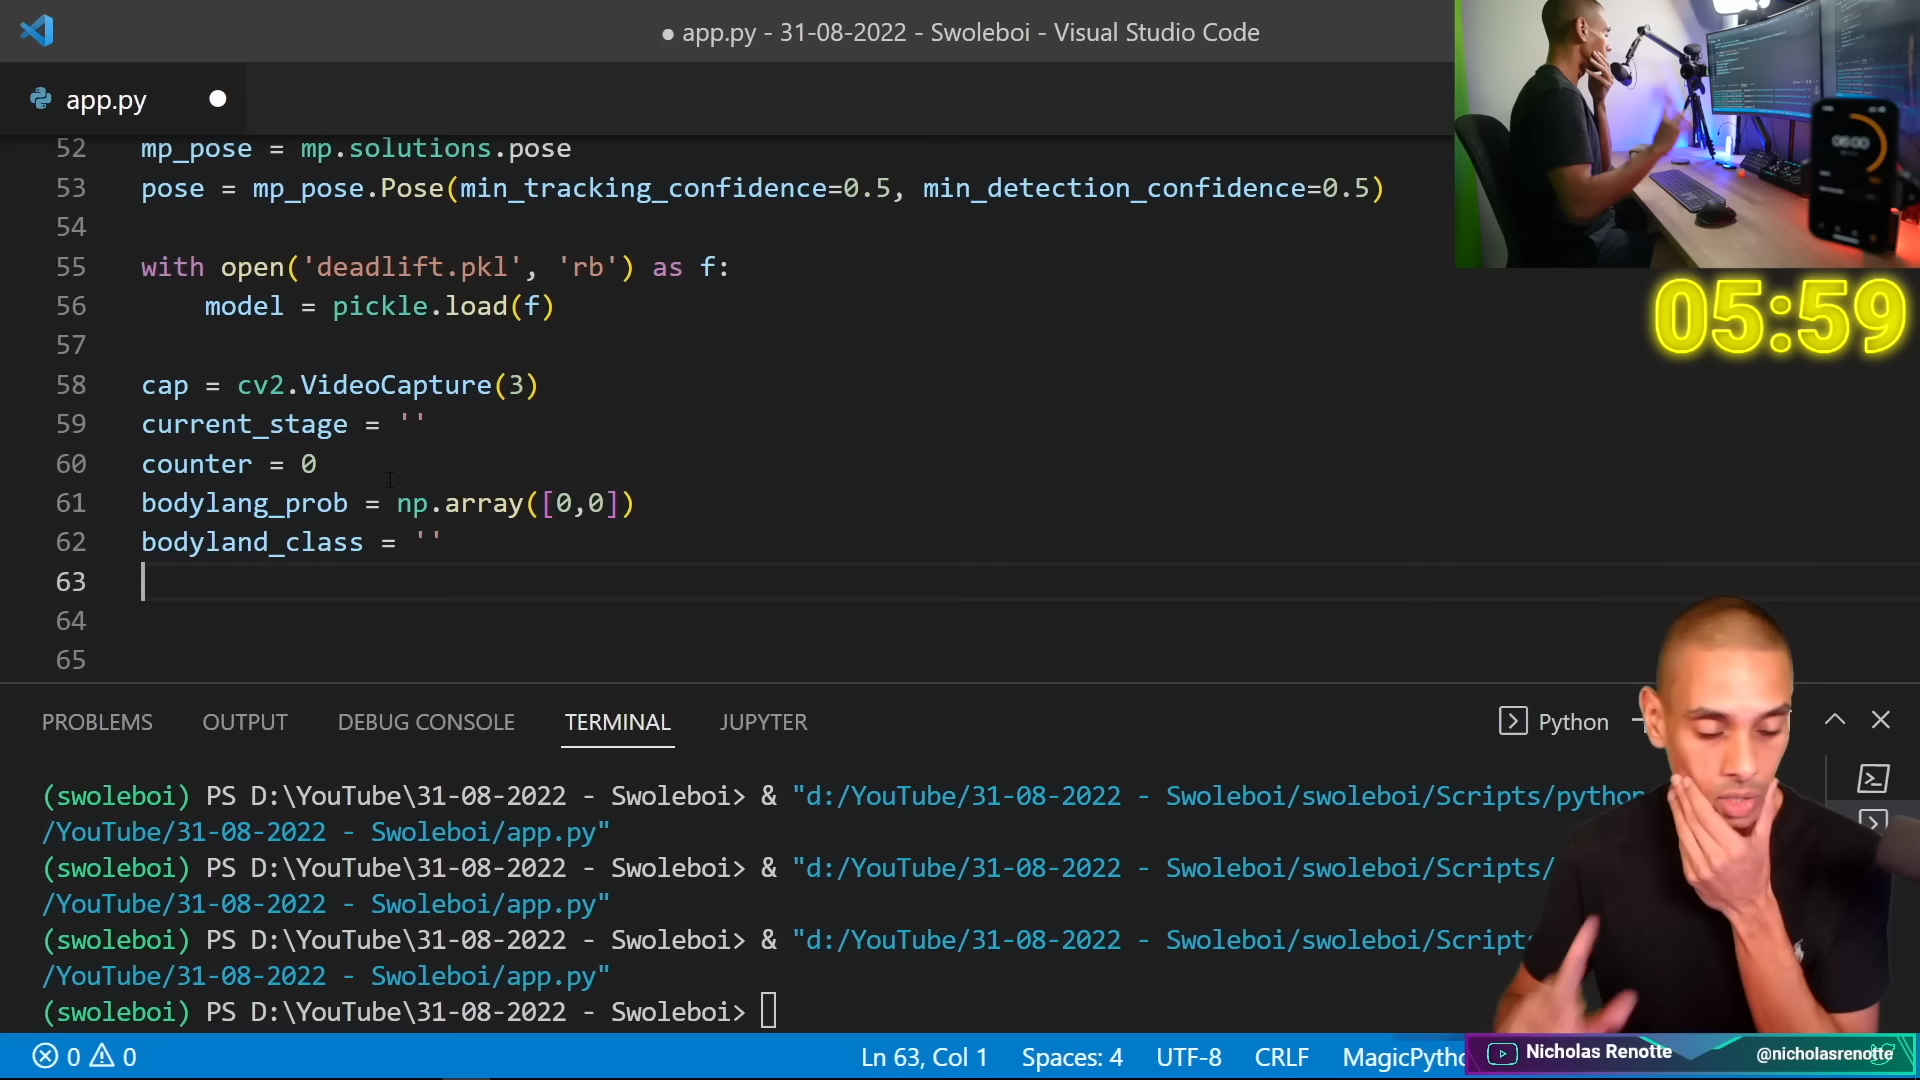 ● app.py - 31-08-2022 - Swoleboi - Visual Studio Code
app.py
52 mp_pose = mp.solutions.pose
53 pose = mp_pose.Pose(min_tracking_confidence=0.5, min_detection_confidence=0.5)
54
55 with open('deadlift.pkl', 'rb') as f:
56 model = pickle.load(f)
57
58 cap = cv2.VideoCapture(3)
59 current_stage = ''
60 counter = 0
61 bodylang_prob = np.array([0,0])
62 bodyland_class = ''
63
64
65
05:59
PROBLEMS OUTPUT DEBUG CONSOLE TERMINAL JUPYTER Python
(swoleboi) PS D:\YouTube\31-08-2022 - Swoleboi> & "d:/YouTube/31-08-2022 - Swoleboi/swoleboi/Scripts/python
/YouTube/31-08-2022 - Swoleboi/app.py"
(swoleboi) PS D:\YouTube\31-08-2022 - Swoleboi> & "d:/YouTube/31-08-2022 - Swoleboi/swoleboi/Scripts/
/YouTube/31-08-2022 - Swoleboi/app.py"
(swoleboi) PS D:\YouTube\31-08-2022 - Swoleboi> & "d:/YouTube/31-08-2022 - Swoleboi/swoleboi/Scripts
/YouTube/31-08-2022 - Swoleboi/app.py"
(swoleboi) PS D:\YouTube\31-08-2022 - Swoleboi>
0 0 Ln 63, Col 1 Spaces: 4 UTF-8 CRLF MagicPytho
Nicholas Renotte @nicholasrenotte